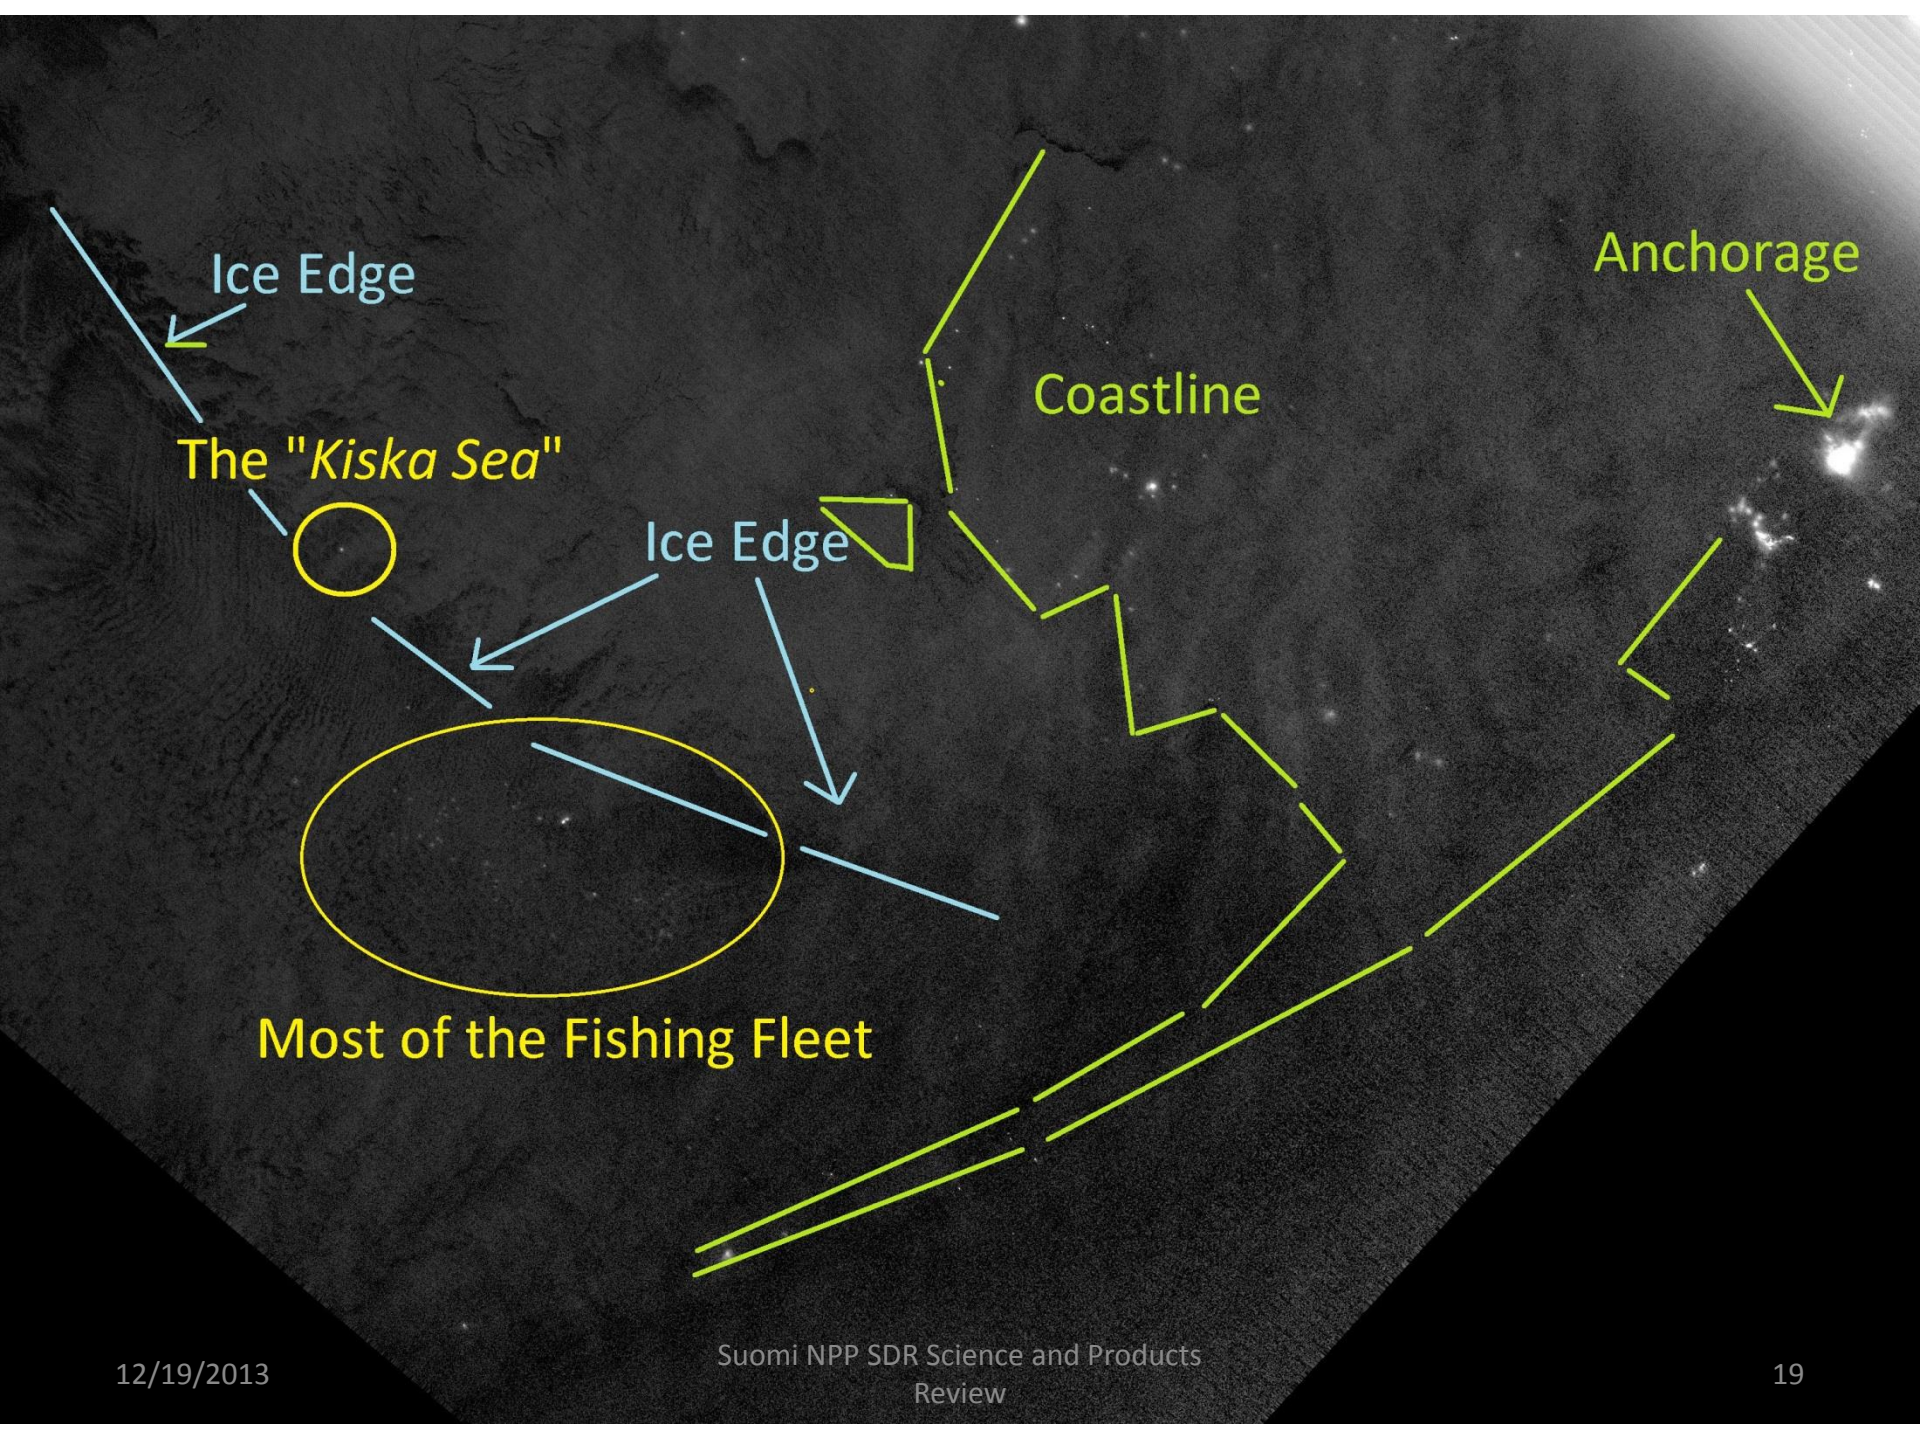 Anchorage
Ice Edge
Coastline
The "Kiska Sea"
Ice Edge
Most of the Fishing Fleet
12/19/2013
Suomi NPP SDR Science and Products
Review
19